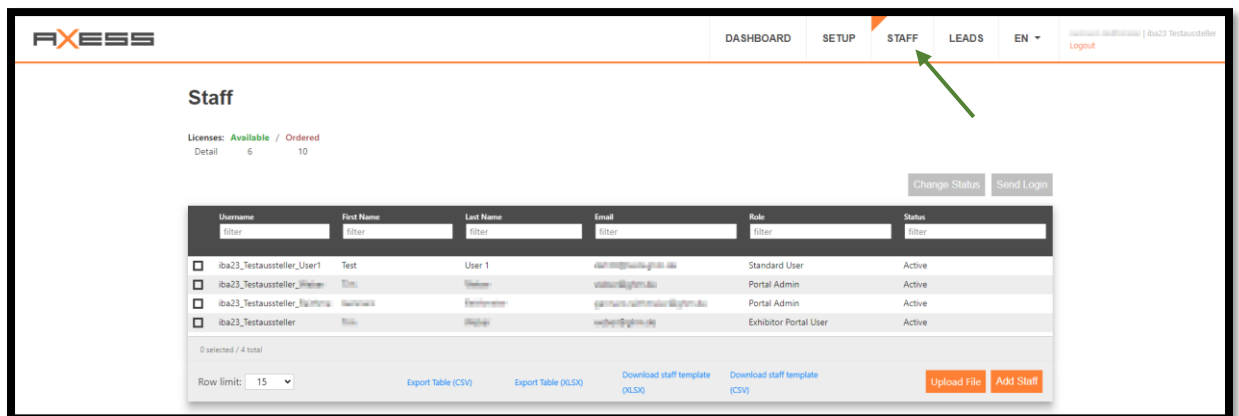 AXESS
DASHBOARD SETUP STAFF LEADS EN
| iba23 Testaussteller
Logout
Staff
Licenses: Available / Ordered
Detail 6 10
Change Status Send Login
Username First Name Last Name Email Role Status
filter filter filter filter filter filter
iba23_Testaussteller_User1 Test User 1 Standard User Active
iba23_Testaussteller_ Portal Admin Active
iba23_Testaussteller_ Portal Admin Active
iba23_Testaussteller Exhibitor Portal User Active
0 selected / 4 total
Row limit: 15 Export Table (CSV) Export Table (XLSX) Download staff template (XLSX) Download staff template (CSV) Upload File Add Staff